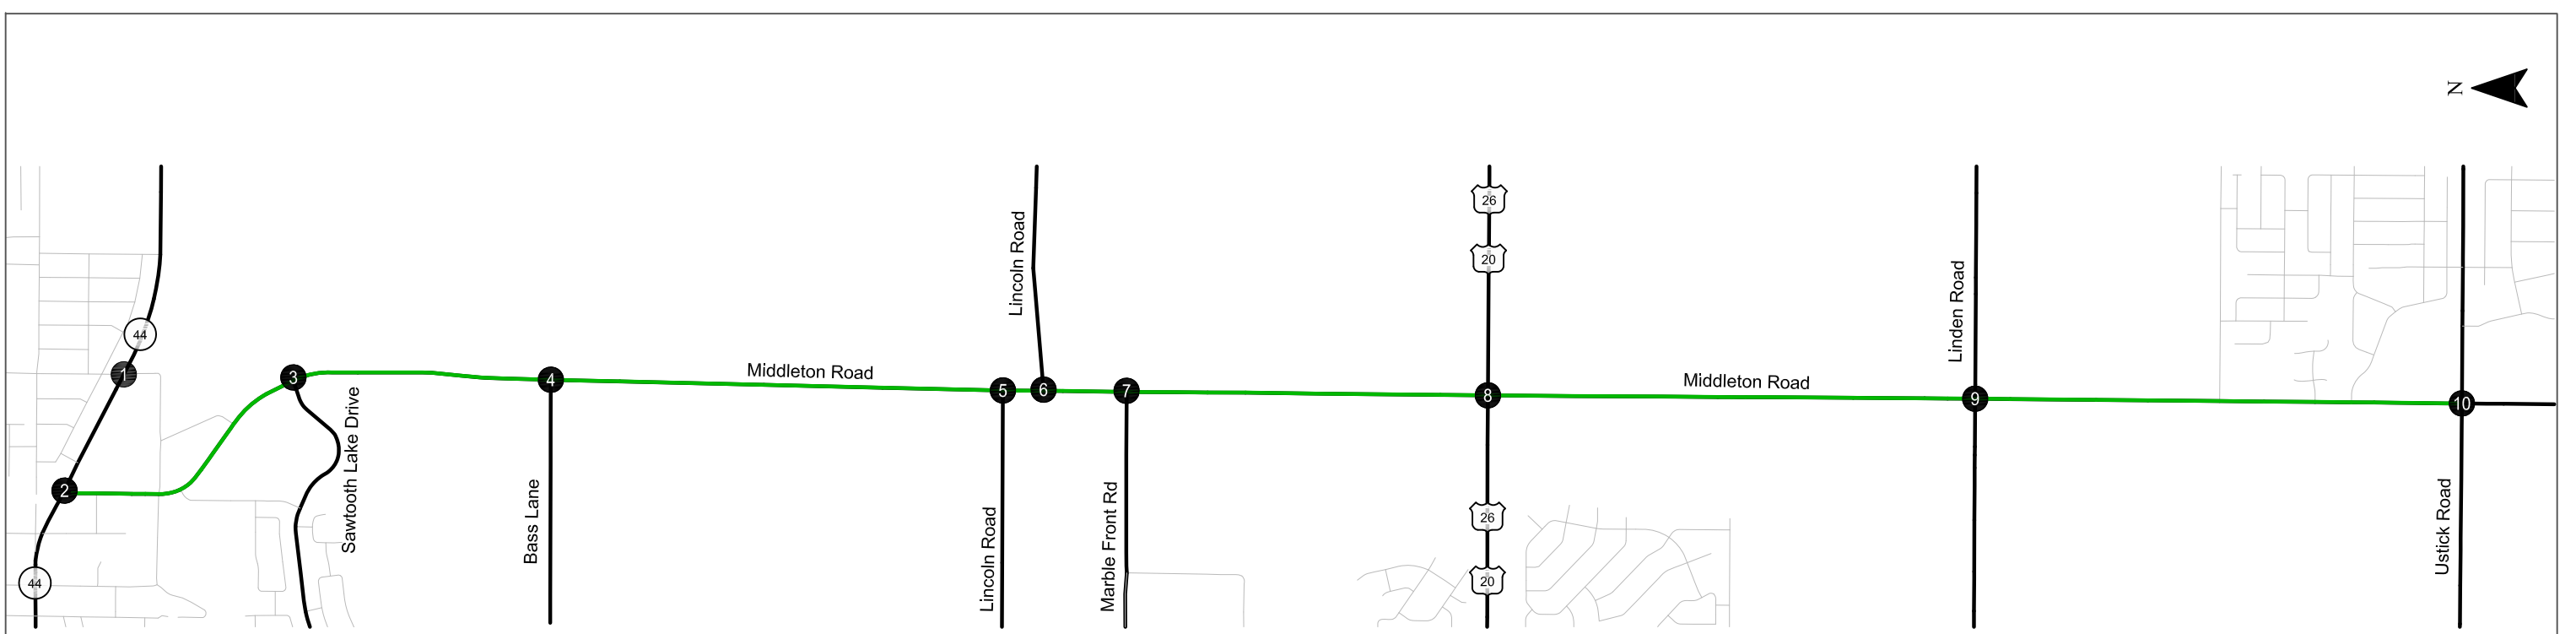 N
26
20
44
1
2
3
Sawtooth Lake Drive
4
Bass Lane
Middleton Road
Lincoln Road
5
6
Lincoln Road
7
Marble Front Rd
8
26
20
Middleton Road
Linden Road
9
10
Ustick Road
44